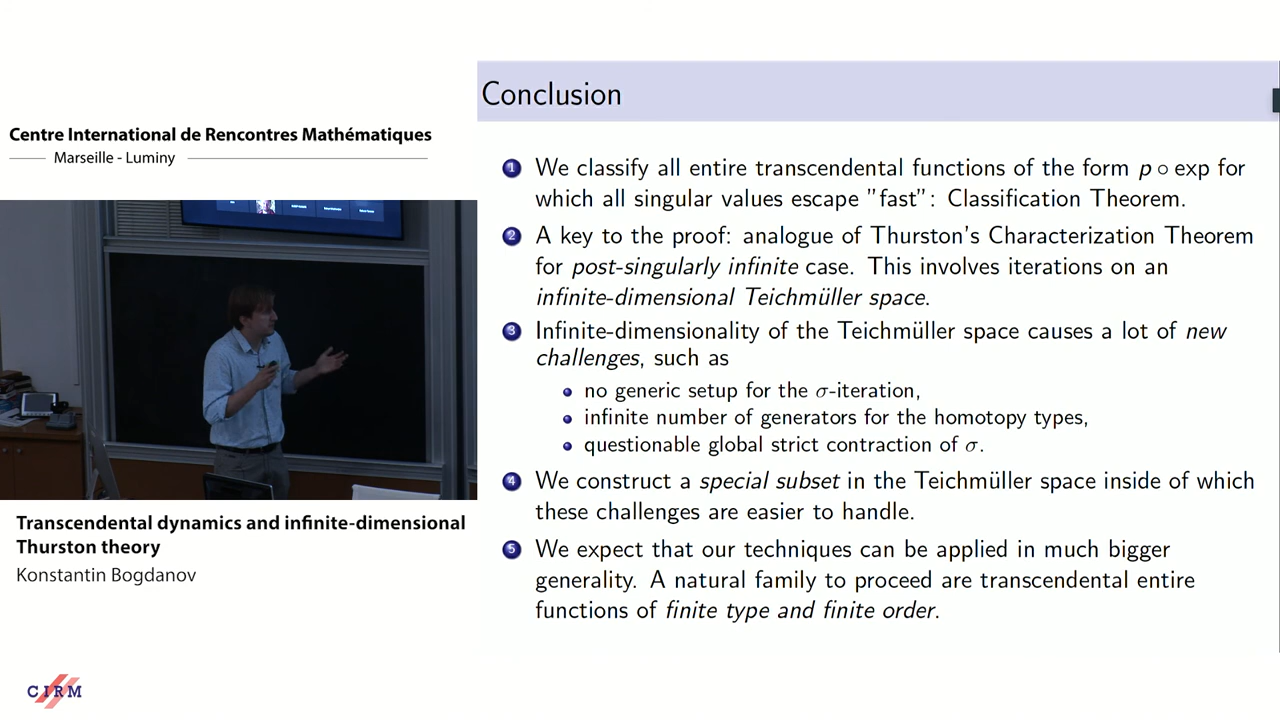 Centre International de Rencontres Mathématiques
Marseille - Luminy
Transcendental dynamics and infinite-dimensional
Thurston theory
Konstantin Bogdanov
CIRM
Conclusion
1 We classify all entire transcendental functions of the form p ∘ exp for
which all singular values escape "fast": Classification Theorem.
2 A key to the proof: analogue of Thurston's Characterization Theorem
for post-singularly infinite case. This involves iterations on an
infinite-dimensional Teichmüller space.
3 Infinite-dimensionality of the Teichmüller space causes a lot of new
challenges, such as
no generic setup for the σ-iteration,
infinite number of generators for the homotopy types,
questionable global strict contraction of σ.
4 We construct a special subset in the Teichmüller space inside of which
these challenges are easier to handle.
5 We expect that our techniques can be applied in much bigger
generality. A natural family to proceed are transcendental entire
functions of finite type and finite order.